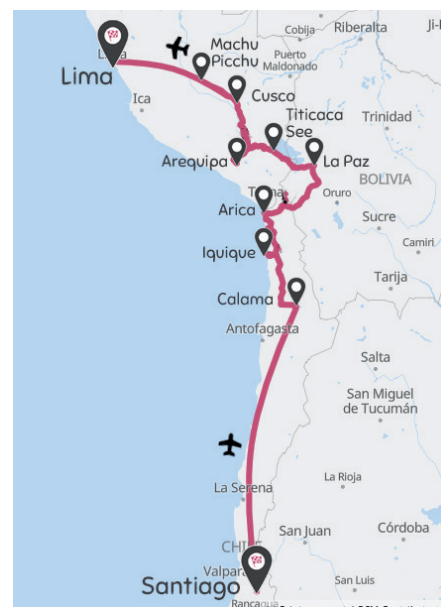 Cobija
Riberalta
Ji-
Machu
Picchu
Puerto
Maldonado
Lima
Ica
Cusco
Titicaca
See
Trinidad
Arequipa
La Paz
BOLIVIA
Arica
Oruro
Sucre
Iquique
Camiri
Tarija
Calama
Antofagasta
Salta
San Miguel
de Tucumán
La Rioja
La Serena
San Juan
Córdoba
Santiago
San Luis